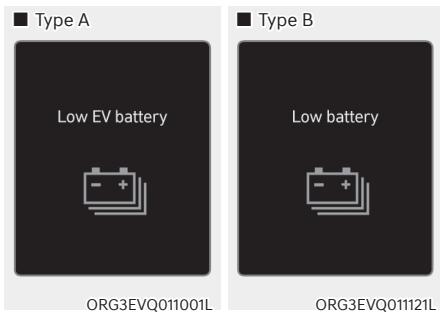 ■ Type A
Low EV battery
ORG3EVQ011001L
■ Type B
Low battery
ORG3EVQ011121L